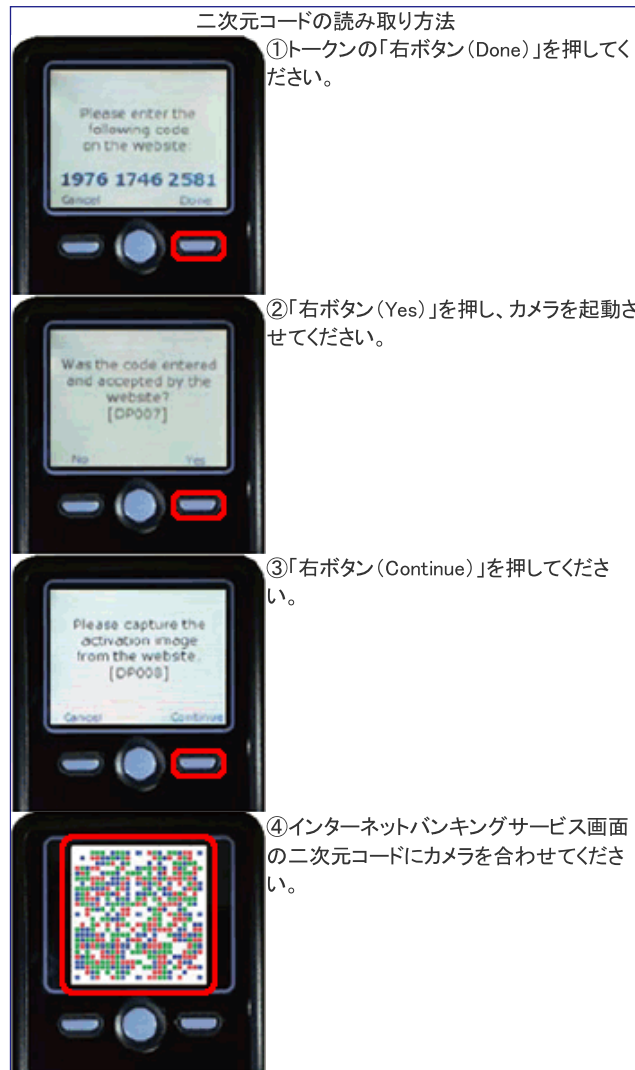 二次元コードの読み取り方法
①トークンの「右ボタン（Done）」を押してく
ださい。
Please enter the
following code
on the website:
1976 1746 2581
Cancel Done
②「右ボタン（Yes）」を押し、カメラを起動さ
せてください。
Was the code entered
and accepted by the
website?
[DP007]
No Yes
③「右ボタン（Continue）」を押してくださ
い。
Please capture the
activation image
from the website.
[DP008]
Cancel Continue
④インターネットバンキングサービス画面
の二次元コードにカメラを合わせてくださ
い。